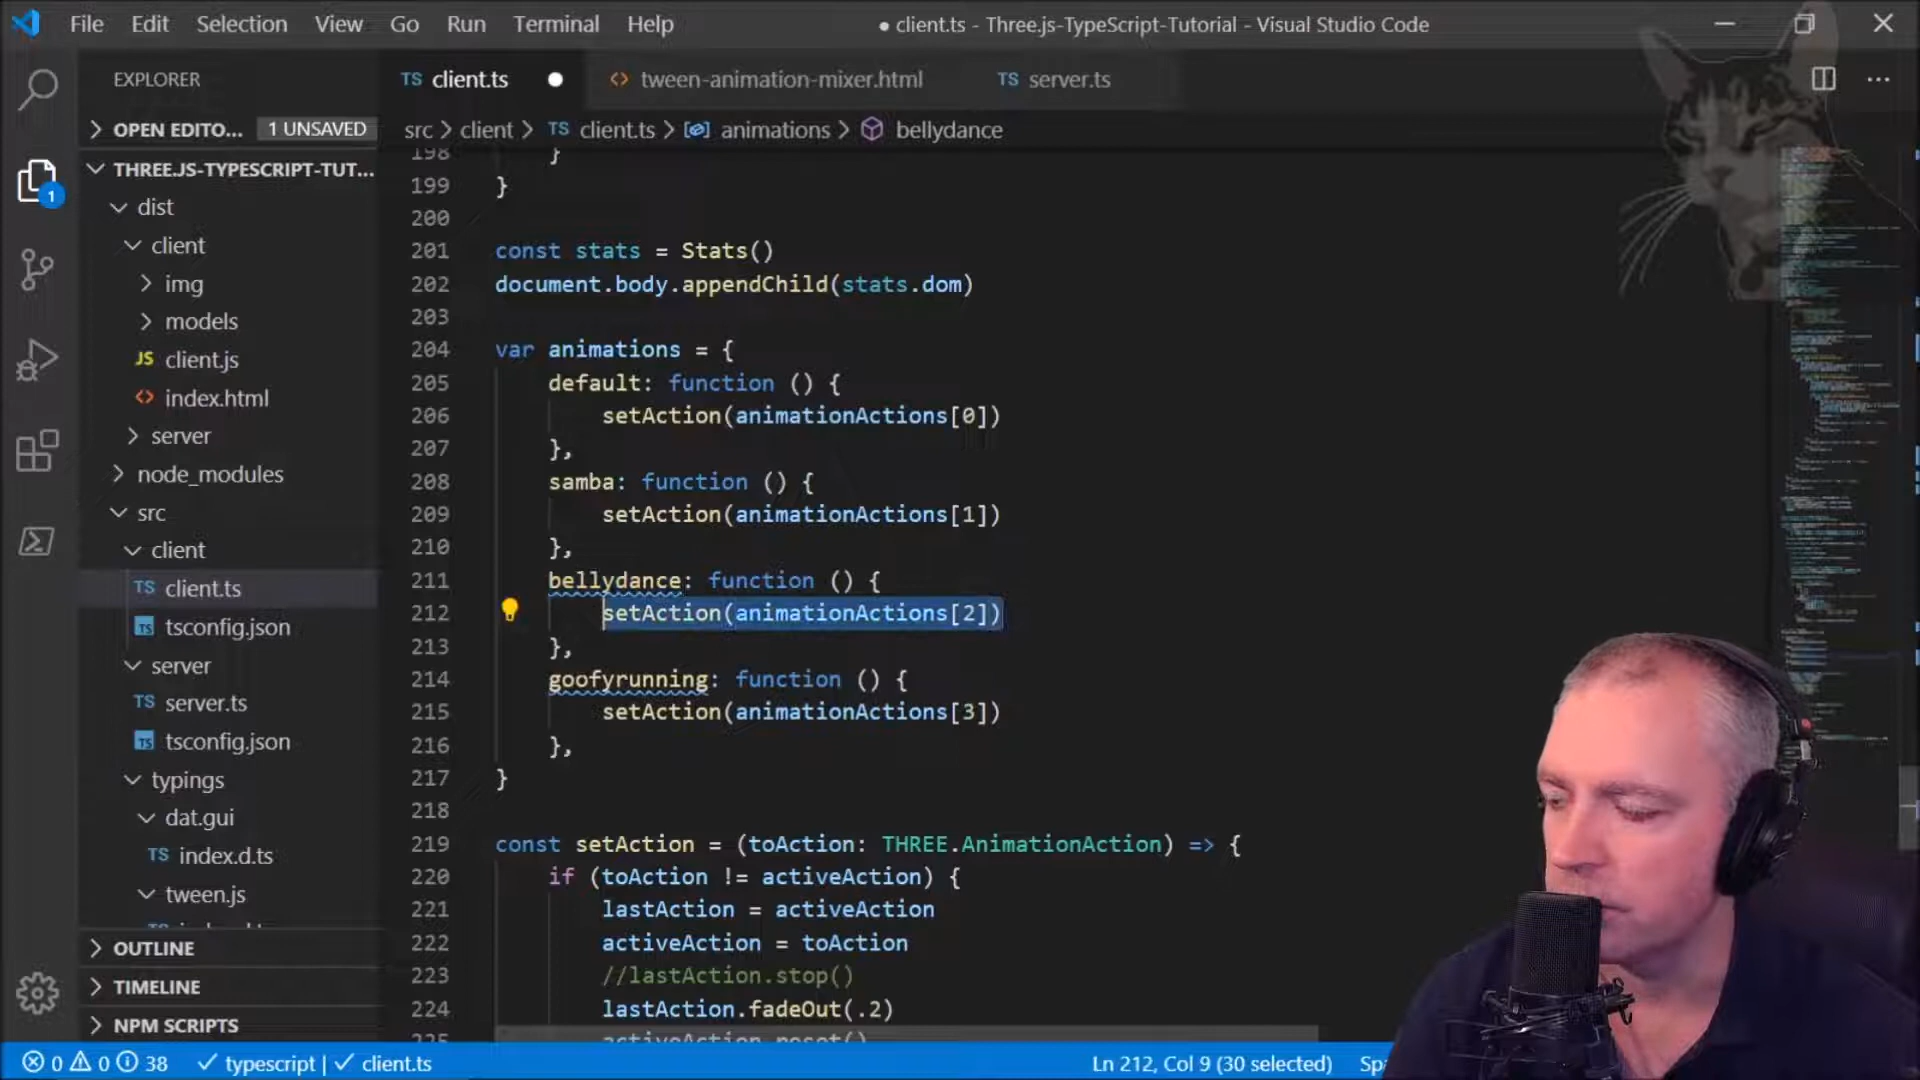 File Edit Selection View Go Run Terminal Help
● client.ts - Three.js-TypeScript-Tutorial - Visual Studio Code
EXPLORER
OPEN EDITO... 1 UNSAVED
THREE.JS-TYPESCRIPT-TUT...
dist
client
img
models
JS client.js
<> index.html
server
node_modules
src
client
TS client.ts
tsconfig.json
server
TS server.ts
tsconfig.json
typings
dat.gui
TS index.d.ts
tween.js
OUTLINE
TIMELINE
NPM SCRIPTS
1
TS client.ts ● <> tween-animation-mixer.html TS server.ts
src > client > TS client.ts > animations > bellydance
198 }
199 }
200
201 const stats = Stats()
202 document.body.appendChild(stats.dom)
203
204 var animations = {
205 default: function () {
206 setAction(animationActions[0])
207 },
208 samba: function () {
209 setAction(animationActions[1])
210 },
211 bellydance: function () {
212 setAction(animationActions[2])
213 },
214 goofyrunning: function () {
215 setAction(animationActions[3])
216 },
217 }
218
219 const setAction = (toAction: THREE.AnimationAction) => {
220 if (toAction != activeAction) {
221 lastAction = activeAction
222 activeAction = toAction
223 //lastAction.stop()
224 lastAction.fadeOut(.2)
225 activeAction.reset()
0 0 38 typescript | client.ts Ln 212, Col 9 (30 selected)